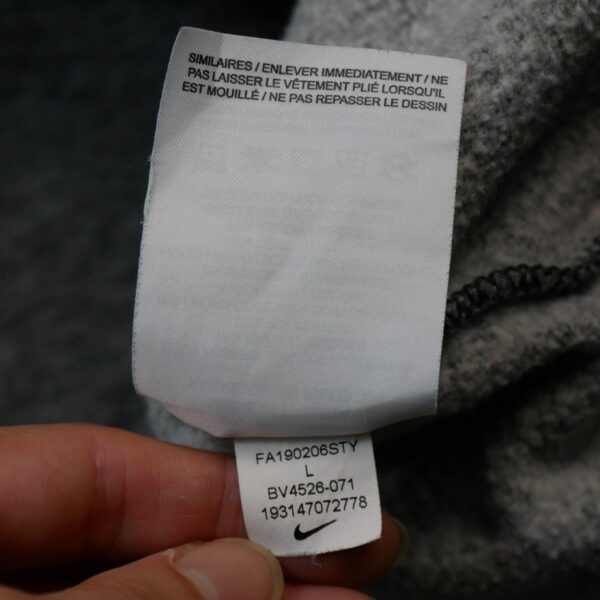 SIMILAIRES / ENLEVER IMMEDIATEMENT / NE
PAS LAISSER LE VÊTEMENT PLIÉ LORSQU'IL
EST MOUILLÉ / NE PAS REPASSER LE DESSIN
FA190206STY
L
BV4526-071
193147072778